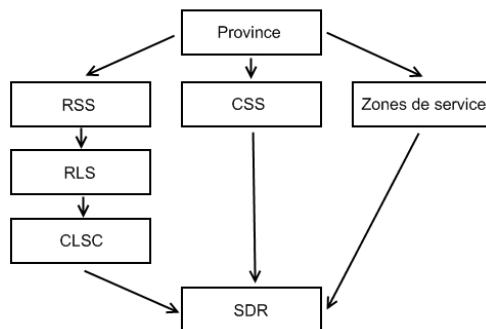 Province
RSS
CSS
Zones de service
RLS
CLSC
SDR